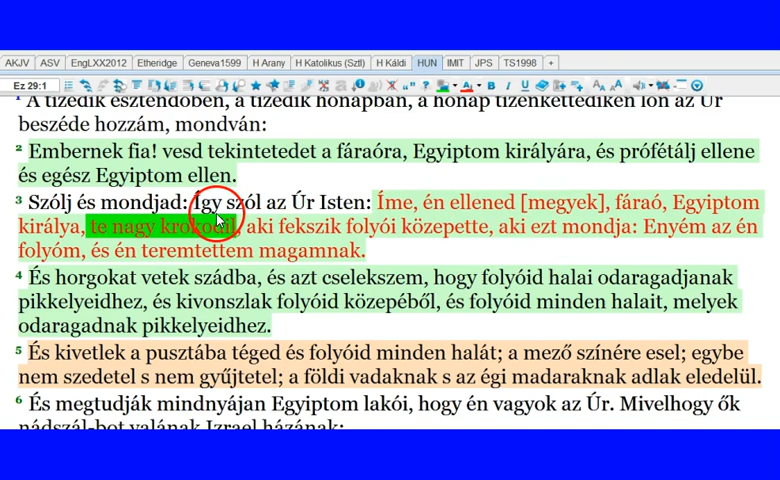 AKJV ASV EngLXX2012 Etheridge Geneva1599 H Arany H Katolikus (Sztl) H Káldi HUN IMIT JPS TS1998 +
Ez 29:1
1 A tizedik esztendőben, a tizedik hónapban, a hónap tizenkettedikén lőn az Úr
beszéde hozzám, mondván:
2 Embernek fia! vesd tekintetedet a fáraóra, Egyiptom királyára, és prófétálj ellene
és egész Egyiptom ellen.
3 Szólj és mondjad: Így szól az Úr Isten: Íme, én ellened [megyek], fáraó, Egyiptom
királya, te nagy krokodil, aki fekszik folyói közepette, aki ezt mondja: Enyém az én
folyóm, és én teremtettem magamnak.
4 És horgokat vetek szádba, és azt cselekszem, hogy folyóid halai odaragadjanak
pikkelyeidhez, és kivonszlak folyóid közepéből, és folyóid minden halait, melyek
odaragadnak pikkelyeidhez.
5 És kivetlek a pusztába téged és folyóid minden halát; a mező színére esel; egybe
nem szedetel s nem gyűjtetel; a földi vadaknak s az égi madaraknak adlak eledelül.
6 És megtudják mindnyájan Egyiptom lakói, hogy én vagyok az Úr. Mivelhogy ők
nádszál-bot valának Izrael házának;